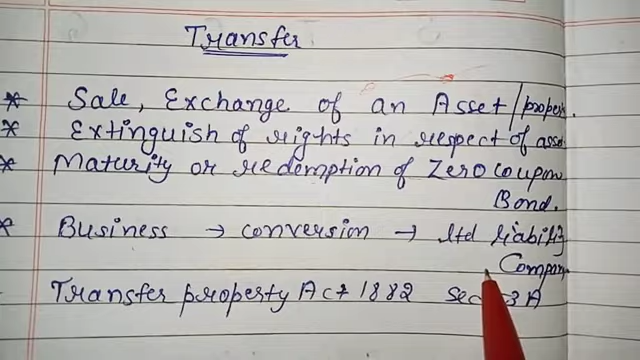 Transfer
* Sale, Exchange of an Asset/proper.
* Extinguish of rights in respect of asse
* Maturity or redemption of Zero coupon
Bond.
* Business → conversion → ltd liability
Company
Transfer property Act 1882